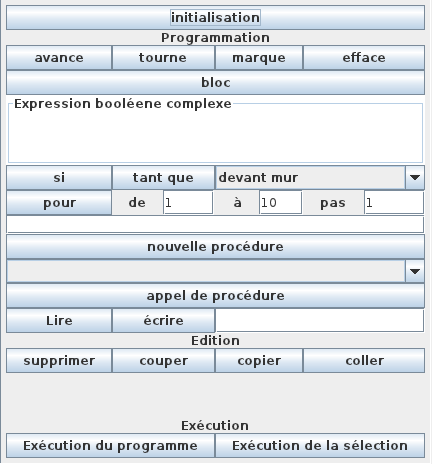 initialisation
Programmation
avance tourne marque efface
bloc
Expression booléene complexe
si tant que devant mur
pour de 1 à 10 pas 1
nouvelle procédure
appel de procédure
Lire écrire
Edition
supprimer couper copier coller
Exécution
Exécution du programme Exécution de la sélection